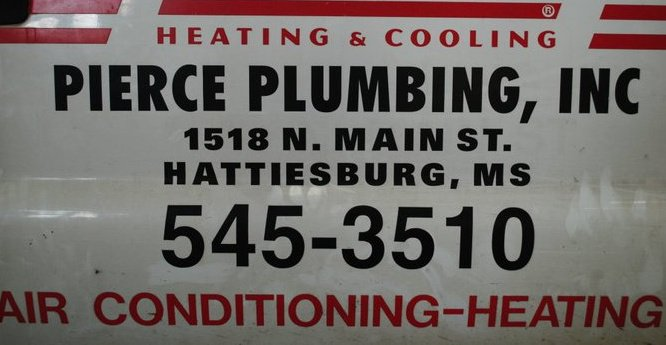 ®
HEATING & COOLING
PIERCE PLUMBING, INC
1518 N. MAIN ST.
HATTIESBURG, MS
545-3510
AIR CONDITIONING-HEATING